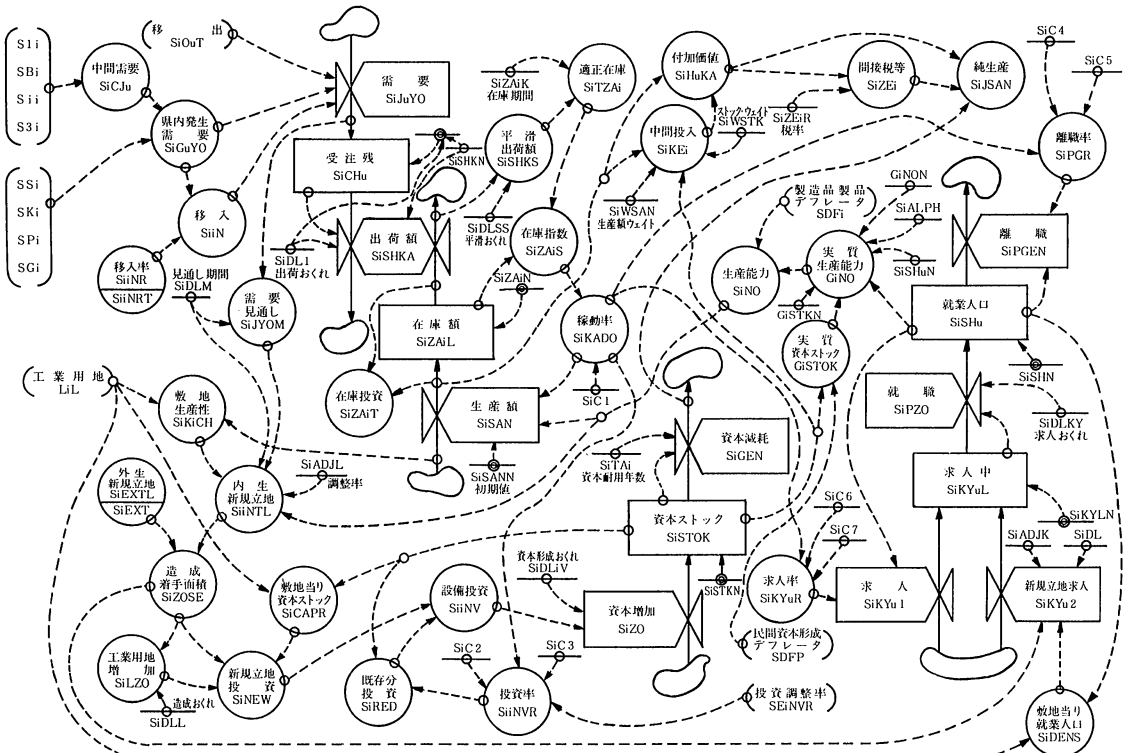 S1i
SBi
Sii
S3i
SSi
SKi
SPi
SGi
中間需要
SiCJu
移出
SiOuT
県内発生
需要
SiGuYO
移入
SiiN
移入率
SiiNR
SiiNRT
見通し期間
SiDLM
需要
見通し
SiJYOM
需要
SiJuYO
受注残
SiCHu
SiSHKN
出荷額
SiSHKA
SiDL1
出荷おくれ
在庫額
SiZAiL
SiZAiN
在庫投資
SiZAiT
生産額
SiSAN
SiSANN
初期値
SiZAiK
在庫期間
適正在庫
SiTZAi
平滑
出荷額
SiSHKS
SiDLSS
平滑おくれ
在庫指数
SiZAiS
稼動率
SiKADO
SiC1
付加価値
SiHuKA
中間投入
SiKEi
ストック・ウェイト
SiWSTK
SiWSAN
生産額ウェイト
間接税等
SiZEi
SiZEiR
税率
純生産
SiJSAN
製造品製品
デフレータ
SDFi
生産能力
SiNO
実質
生産能力
GiNO
GiNON
SiALPH
SiSHuN
GiSTKN
実質
資本ストック
GiSTOK
SiC4
SiC5
離職率
SiPGR
離職
SiPGEN
就業人口
SiSHu
SiSHN
就職
SiPZO
SiDLKY
求人おくれ
求人中
SiKYuL
SiKYLN
SiADJK
SiDL
求人
SiKYu1
新規立地求人
SiKYu2
求人率
SiKYuR
SiC6
SiC7
敷地当り
就業人口
SiDENS
工業用地
LiL
敷地
生産性
SiKiCH
外生
新規立地
SiEXTL
SiEXT
内生
新規立地
SiNTL
SiADJL
調整率
造成
着手面積
SiZOSE
工業用地
増加
SiLZO
造成おくれ
SiDLL
新規立地
投資
SiNEW
敷地当り
資本ストック
SiCAPR
設備投資
SiiNV
既存分
投資
SiRED
SiC2
SiC3
投資率
SiiNVR
資本形成おくれ
SiDLiV
資本増加
SiZO
資本ストック
SiSTOK
SiSTKN
資本減耗
SiGEN
SiTAi
資本耐用年数
民間資本形成
デフレータ
SDFP
投資調整率
SEiNVR